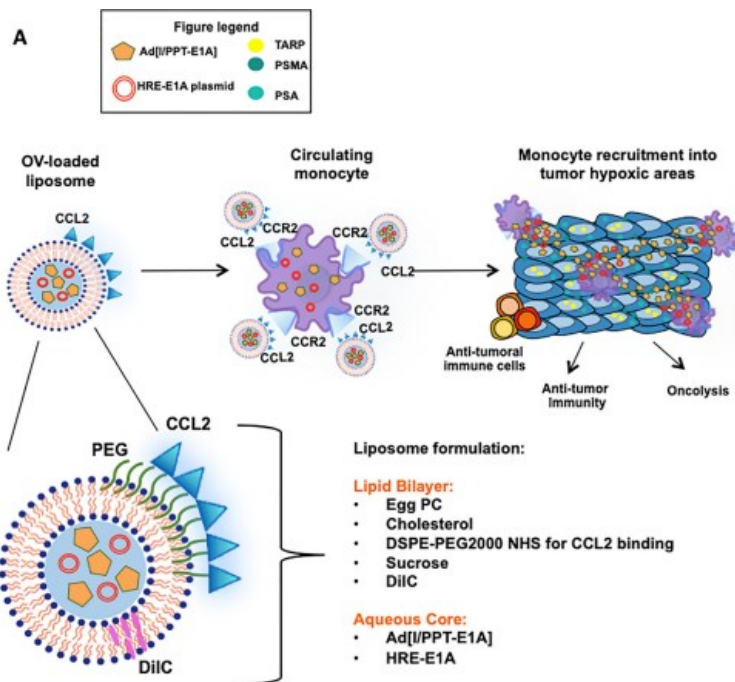 A
Figure legend
Ad[I/PPT-E1A]
HRE-E1A plasmid
TARP
PSMA
PSA
OV-loaded
liposome
CCL2
Circulating
monocyte
CCR2
CCL2
CCR2
CCL2
CCR2
CCL2
CCR2
CCL2
Monocyte recruitment into
tumor hypoxic areas
Anti-tumoral
immune cells
Anti-tumor
Immunity
Oncolysis
CCL2
PEG
DiIC
Liposome formulation:
Lipid Bilayer:
• Egg PC
• Cholesterol
• DSPE-PEG2000 NHS for CCL2 binding
• Sucrose
• DiIC
Aqueous Core:
• Ad[I/PPT-E1A]
• HRE-E1A